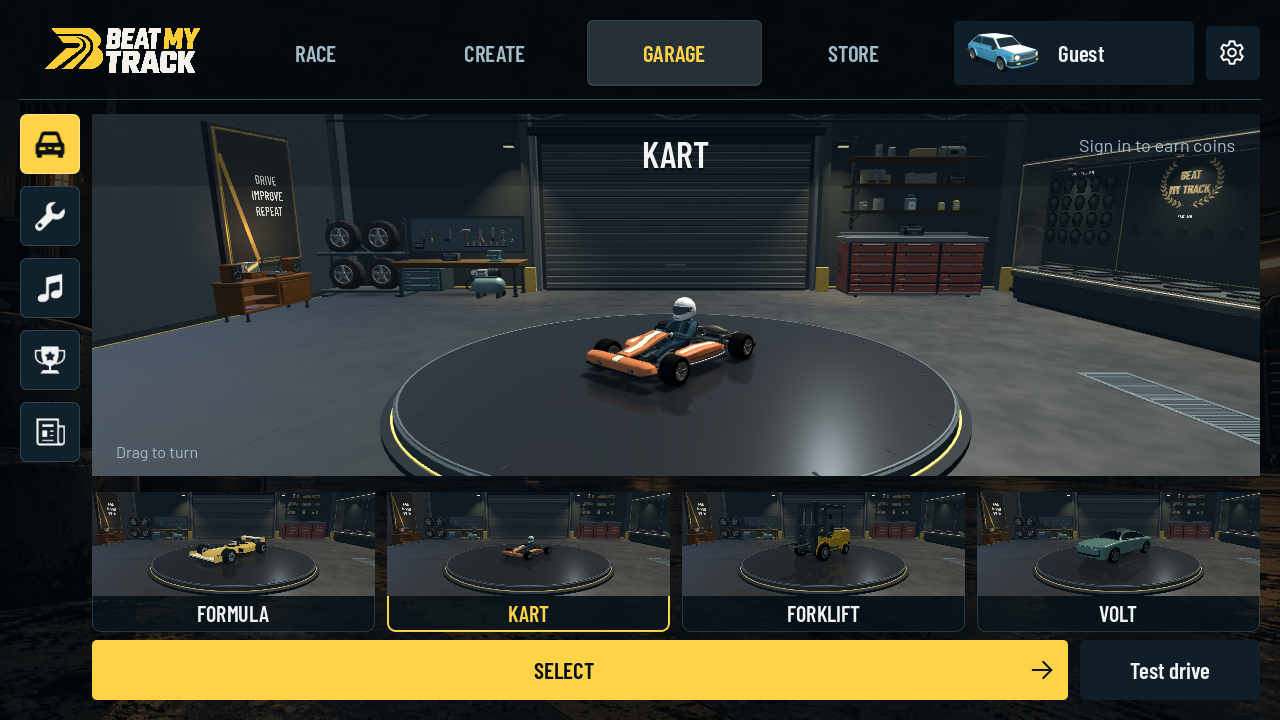 BEAT MY
TRACK
RACE
CREATE
GARAGE
STORE
Guest
KART
Sign in to earn coins
DRIVE
IMPROVE
REPEAT
BEAT
MY TRACK
Drag to turn
FORMULA
KART
FORKLIFT
VOLT
SELECT
Test drive